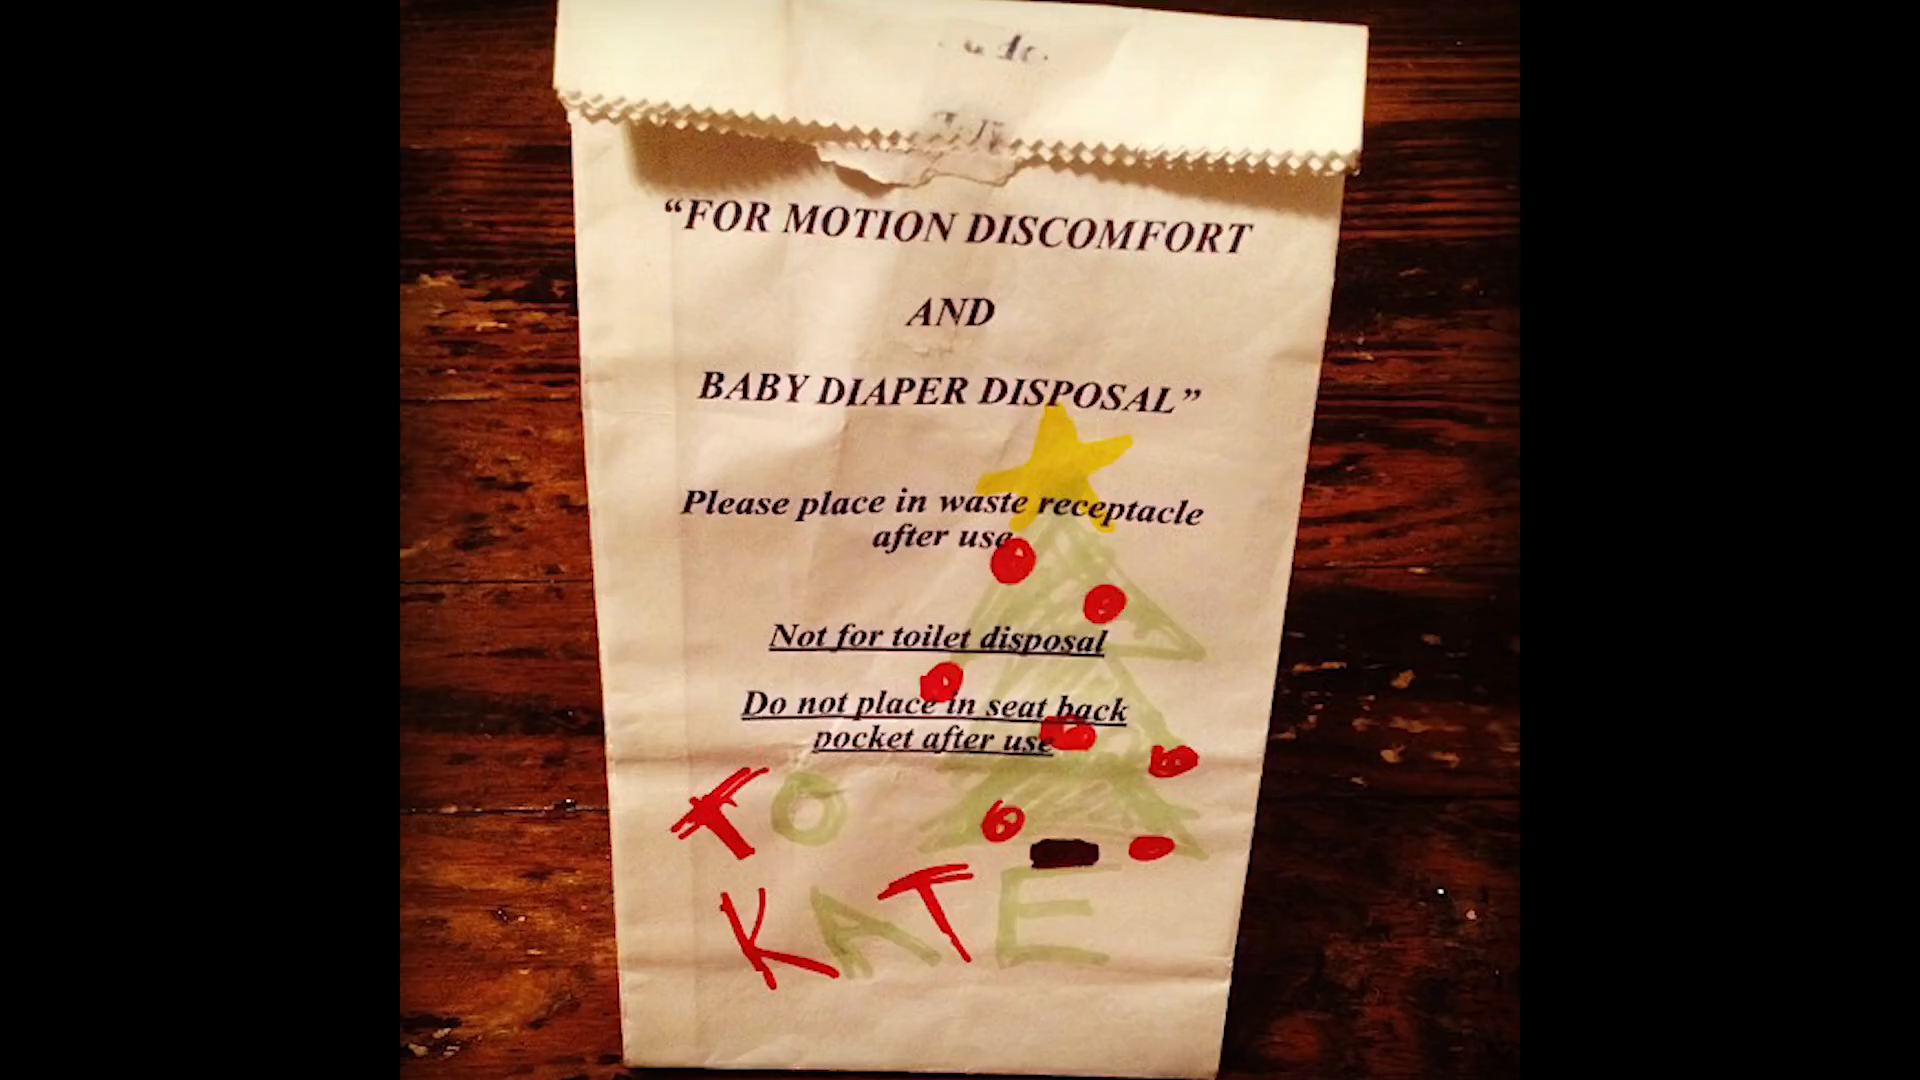 “FOR MOTION DISCOMFORT
AND
BABY DIAPER DISPOSAL”
Please place in waste receptacle
after use
Not for toilet disposal
Do not place in seat back
pocket after use
TO
KATE